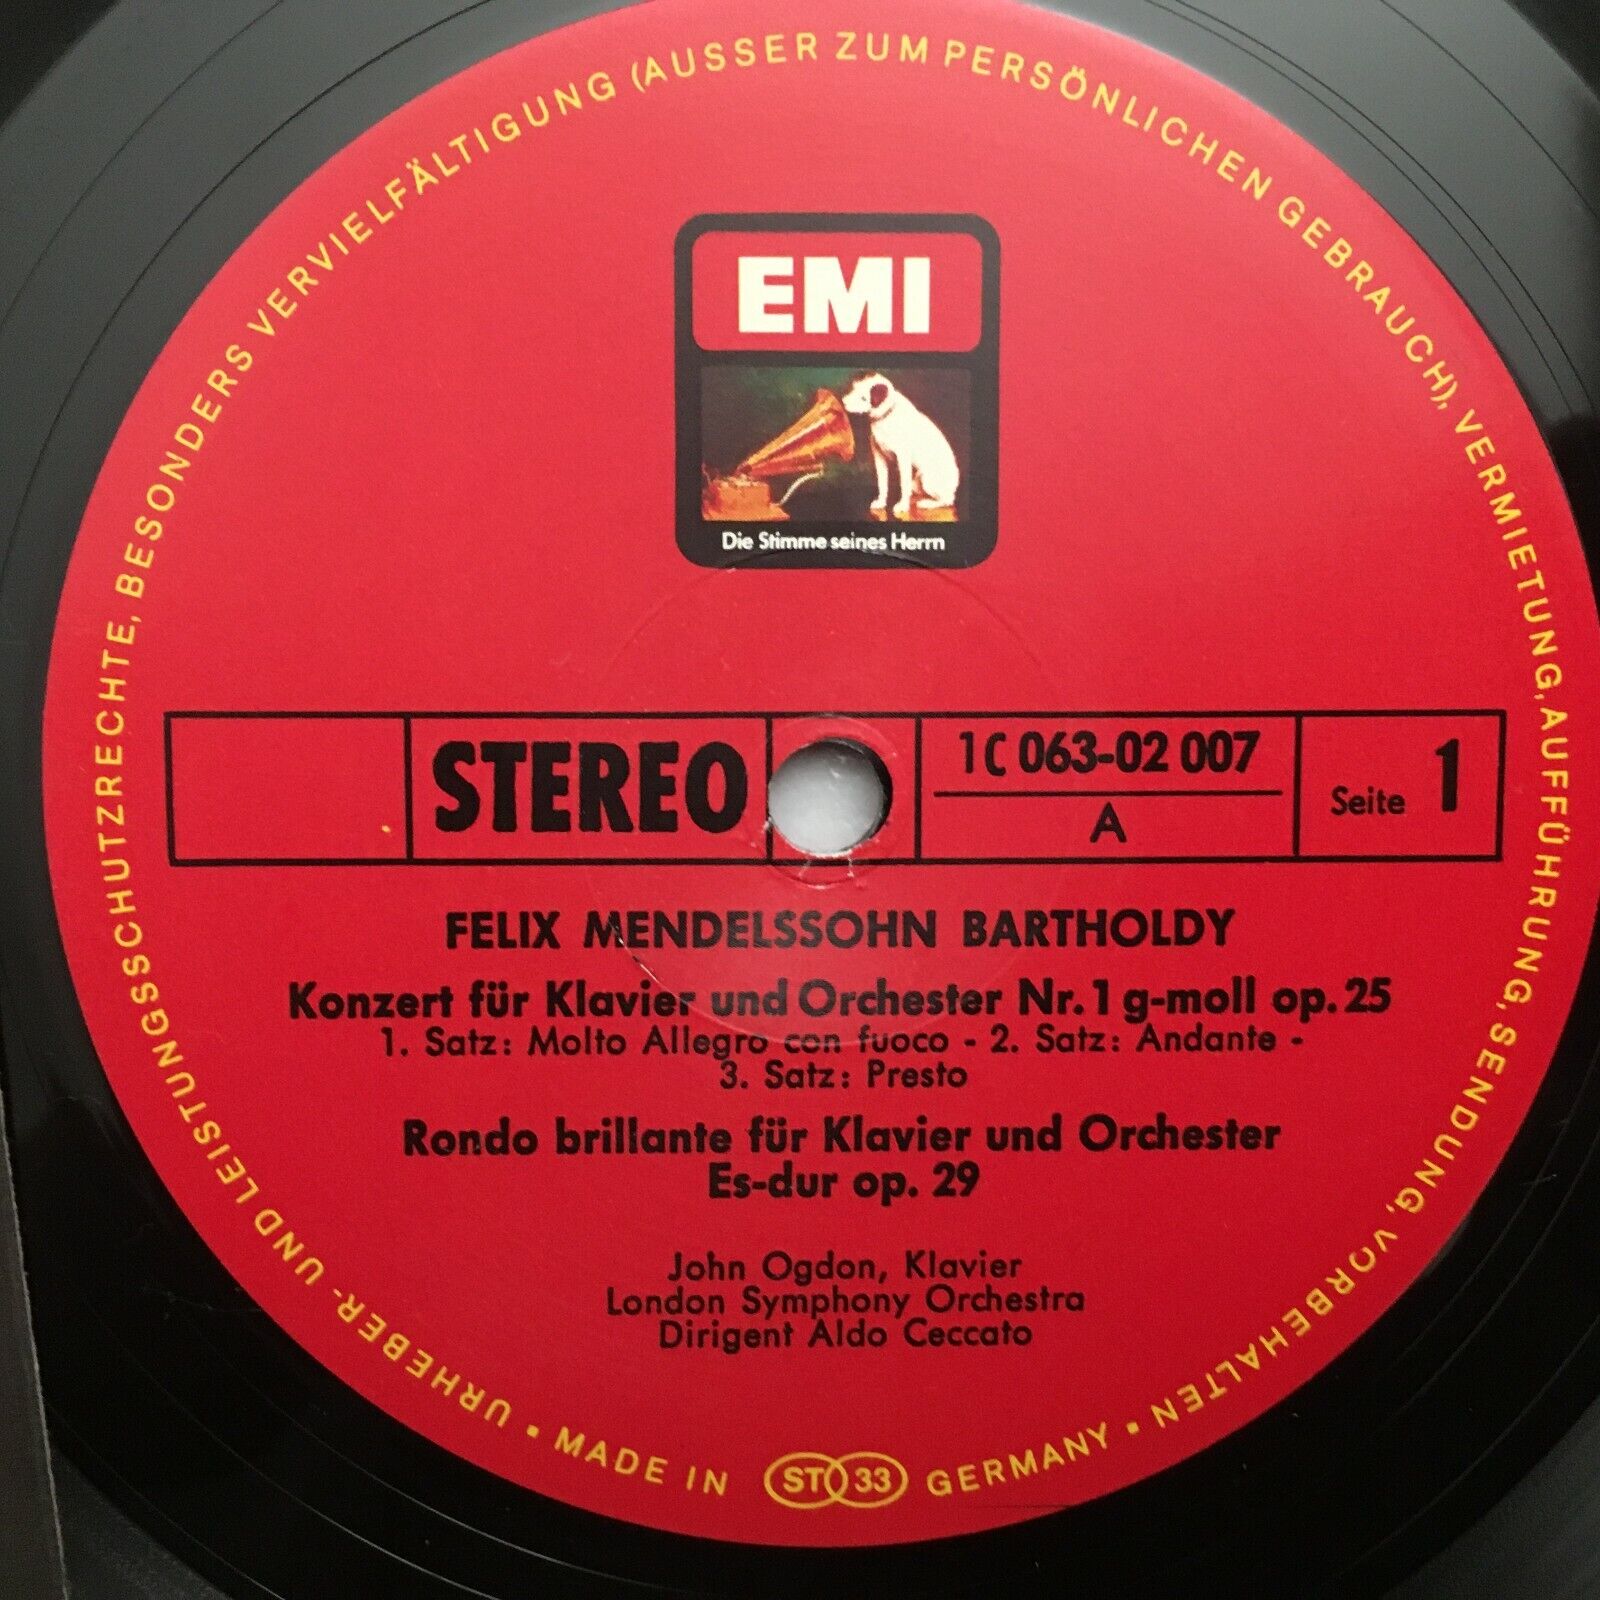 EMI
Die Stimme seines Herrn
STEREO
1C 063-02 007
A
Seite 1
FELIX MENDELSSOHN BARTHOLDY
Konzert für Klavier und Orchester Nr. 1 g-moll op. 25
1. Satz: Molto Allegro con fuoco - 2. Satz: Andante -
3. Satz: Presto
Rondo brillante für Klavier und Orchester
Es-dur op. 29
John Ogdon, Klavier
London Symphony Orchestra
Dirigent Aldo Ceccato
URHEBER- UND LEISTUNGSSCHUTZRECHTE, BESONDERS VERVIELFÄLTIGUNG (AUSSER ZUM PERSÖNLICHEN GEBRAUCH), VERMIETUNG, AUFFÜHRUNG, SENDUNG, VORBEHALTEN •
MADE IN ST 33 GERMANY •